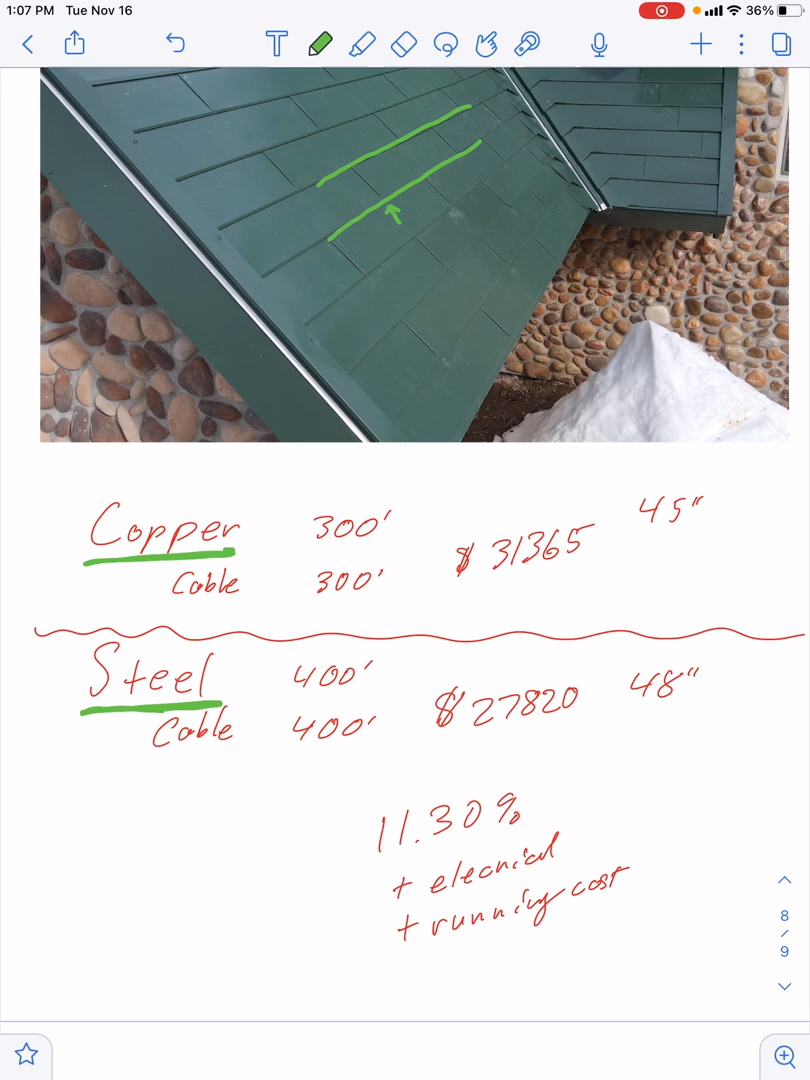 1:07 PM Tue Nov 16
36%
T
Copper 300' $31365 45"
Cable 300'
Steel 400' $27820 48"
Cable 400'
11.30%
+ elecnical
+ running cost
8
/
9